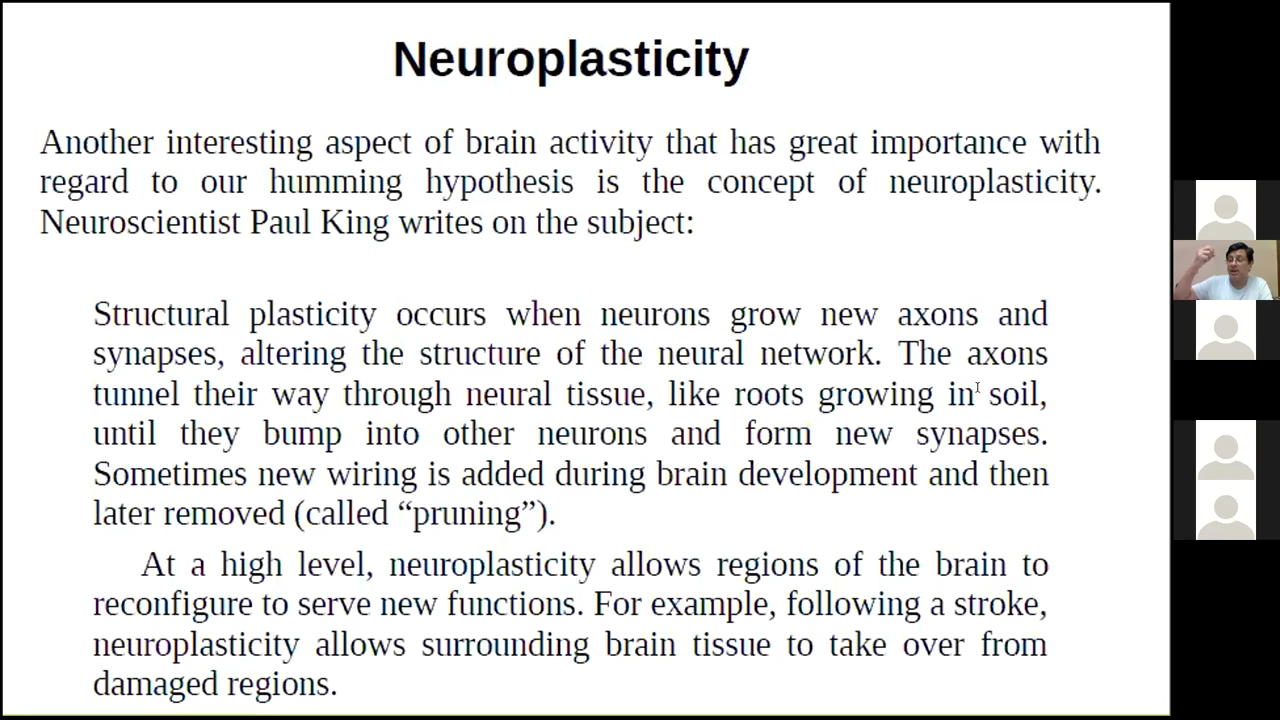 Neuroplasticity
Another interesting aspect of brain activity that has great importance with
regard to our humming hypothesis is the concept of neuroplasticity.
Neuroscientist Paul King writes on the subject:
Structural plasticity occurs when neurons grow new axons and
synapses, altering the structure of the neural network. The axons
tunnel their way through neural tissue, like roots growing in soil,
until they bump into other neurons and form new synapses.
Sometimes new wiring is added during brain development and then
later removed (called “pruning”).
At a high level, neuroplasticity allows regions of the brain to
reconfigure to serve new functions. For example, following a stroke,
neuroplasticity allows surrounding brain tissue to take over from
damaged regions.